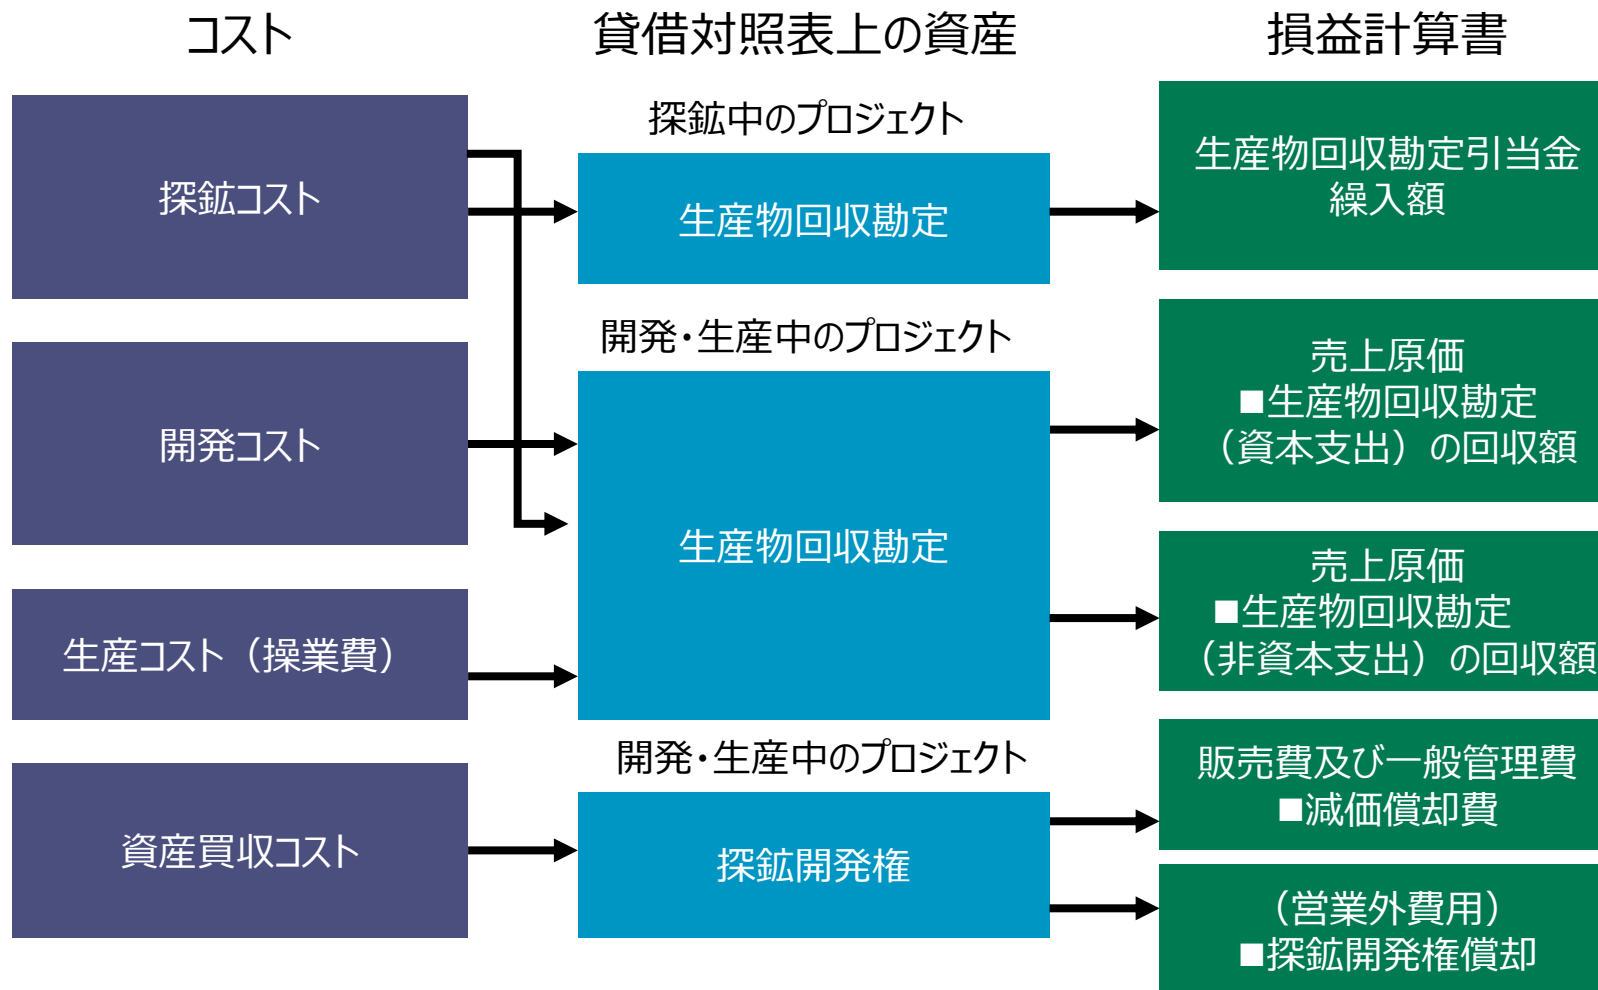 コスト
貸借対照表上の資産
損益計算書
探鉱コスト
開発コスト
生産コスト（操業費）
資産買収コスト
探鉱中のプロジェクト
生産物回収勘定
開発・生産中のプロジェクト
生産物回収勘定
開発・生産中のプロジェクト
探鉱開発権
生産物回収勘定引当金
繰入額
売上原価
■生産物回収勘定
（資本支出）の回収額
売上原価
■生産物回収勘定
（非資本支出）の回収額
販売費及び一般管理費
■減価償却費
（営業外費用）
■探鉱開発権償却